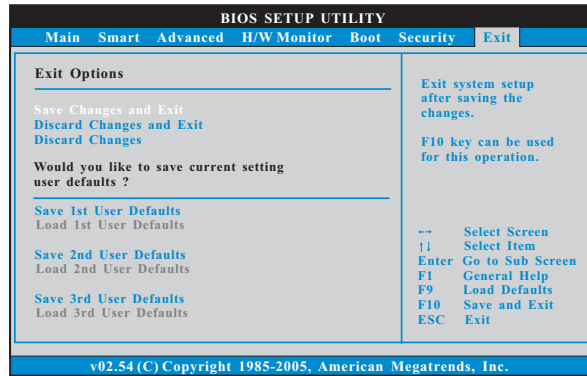 BIOS SETUP UTILITY
Main Smart Advanced H/W Monitor Boot Security Exit
Exit Options
Save Changes and Exit
Discard Changes and Exit
Discard Changes
Would you like to save current setting
user defaults ?
Save 1st User Defaults
Load 1st User Defaults
Save 2nd User Defaults
Load 2nd User Defaults
Save 3rd User Defaults
Load 3rd User Defaults
Exit system setup
after saving the
changes.
F10 key can be used
for this operation.
←→ Select Screen
↑↓ Select Item
Enter Go to Sub Screen
F1 General Help
F9 Load Defaults
F10 Save and Exit
ESC Exit
v02.54 (C) Copyright 1985-2005, American Megatrends, Inc.